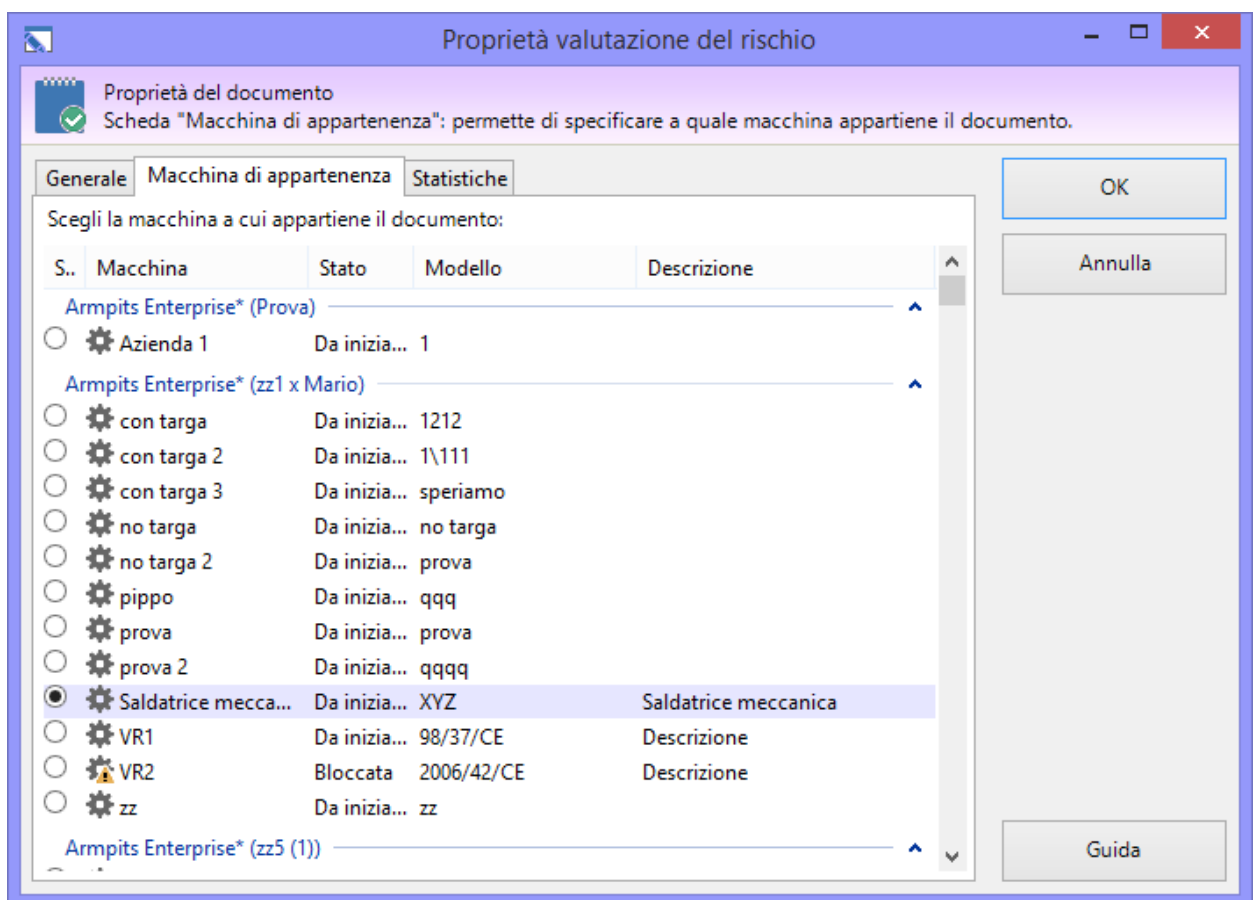 Proprietà valutazione del rischio
Proprietà del documento
Scheda "Macchina di appartenenza": permette di specificare a quale macchina appartiene il documento.
Generale Macchina di appartenenza Statistiche
OK
Scegli la macchina a cui appartiene il documento:
Annulla
S.. Macchina Stato Modello Descrizione
Armpits Enterprise* (Prova)
Azienda 1 Da inizia... 1
Armpits Enterprise* (zz1 x Mario)
con targa Da inizia... 1212
con targa 2 Da inizia... 1\111
con targa 3 Da inizia... speriamo
no targa Da inizia... no targa
no targa 2 Da inizia... prova
pippo Da inizia... qqq
prova Da inizia... prova
prova 2 Da inizia... qqqq
Saldatrice mecca... Da inizia... XYZ Saldatrice meccanica
VR1 Da inizia... 98/37/CE Descrizione
VR2 Bloccata 2006/42/CE Descrizione
zz Da inizia... zz
Armpits Enterprise* (zz5 (1))
Guida